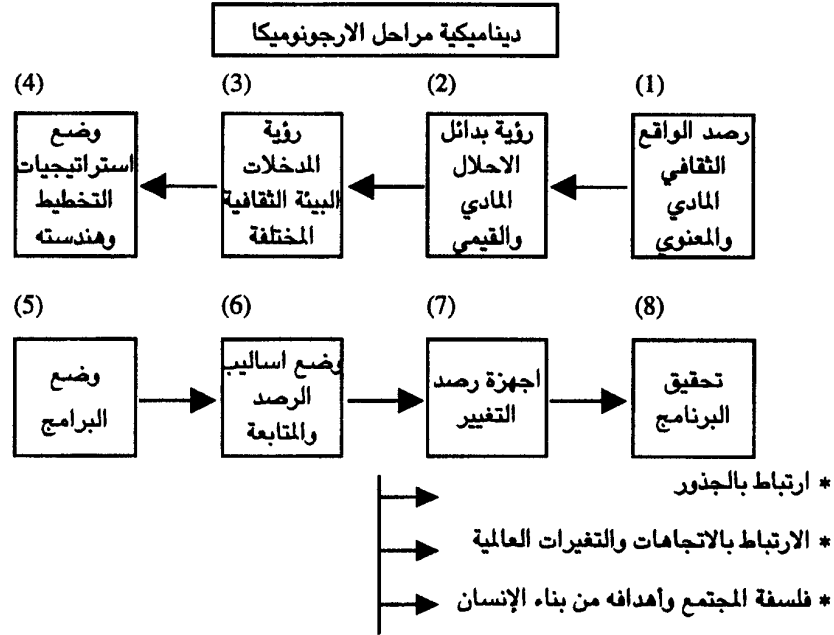 ديناميكية مراحل الارجونوميكا
(1)
رصد الواقع
الثقافي
المادي
والمعنوي
(2)
رؤية بدائل
الاحلال
المادي
والقيمي
(3)
رؤية
المدخلات
البيئة الثقافية
المختلفة
(4)
وضع
استراتيجيات
التخطيط
وهندسته
(5)
وضع
البرامج
(6)
وضع اساليب
الرصد
والمتابعة
(7)
اجهزة رصد
التغيير
(8)
تحقيق
البرنامج
* ارتباط بالجذور
* الارتباط بالاتجاهات والتغيرات العالمية
* فلسفة المجتمع وأهدافه من بناء الإنسان